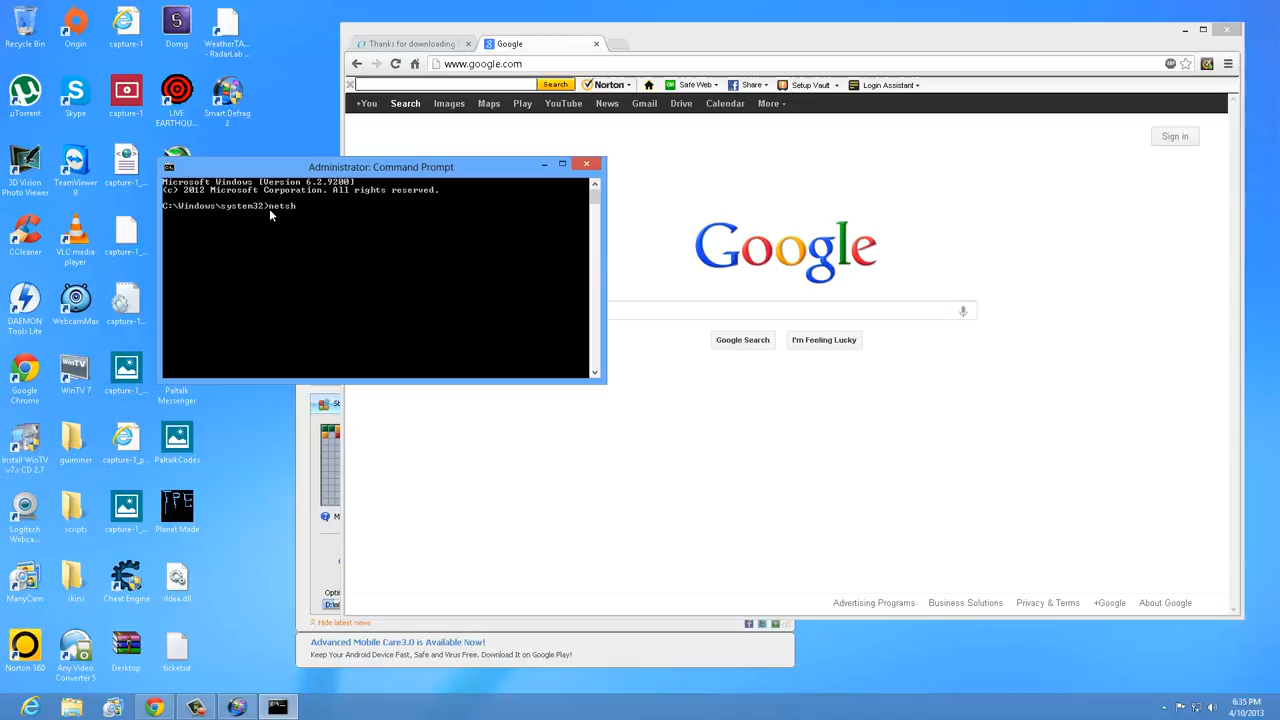 Recycle Bin
Origin
capture-1
Domg
WeatherTA...
- RadarLab ...
µTorrent
Skype
capture-1
LIVE
EARTHQU...
Smart Defrag
2
3D Vision
Photo Viewer
TeamViewer
8
capture-1_...
CCleaner
VLC media
player
capture-1_...
DAEMON
Tools Lite
WebcamMax
capture-1...
Google
Chrome
WinTV
WinTV 7
capture-1_...
Paltalk
Messenger
Install WinTV
v7.x CD 2.7
guiminer
capture-1_p...
PaltalkCodes
Logitech
Webca...
scripts
capture-1_...
Planet Made
ManyCam
skins
Cheat Engine
rldea.dll
Norton 360
Any Video
Converter 5
Desktop
ticketsd
Thanks for downloading
Google
www.google.com
Search
Norton
Safe Web
Share
Setup Vault
Login Assistant
+You
Search
Images
Maps
Play
YouTube
News
Gmail
Drive
Calendar
More
Sign in
Google
Google Search
I'm Feeling Lucky
Advertising Programs
Business Solutions
Privacy & Terms
+Google
About Google
Administrator: Command Prompt
Microsoft Windows [Version 6.2.9200]
(c) 2012 Microsoft Corporation. All rights reserved.
C:\Windows\system32>netsh
Hide latest news
Advanced Mobile Care3.0 is Available Now!
Keep Your Android Device Fast, Safe and Virus Free. Download It on Google Play!
6:35 PM
4/10/2013